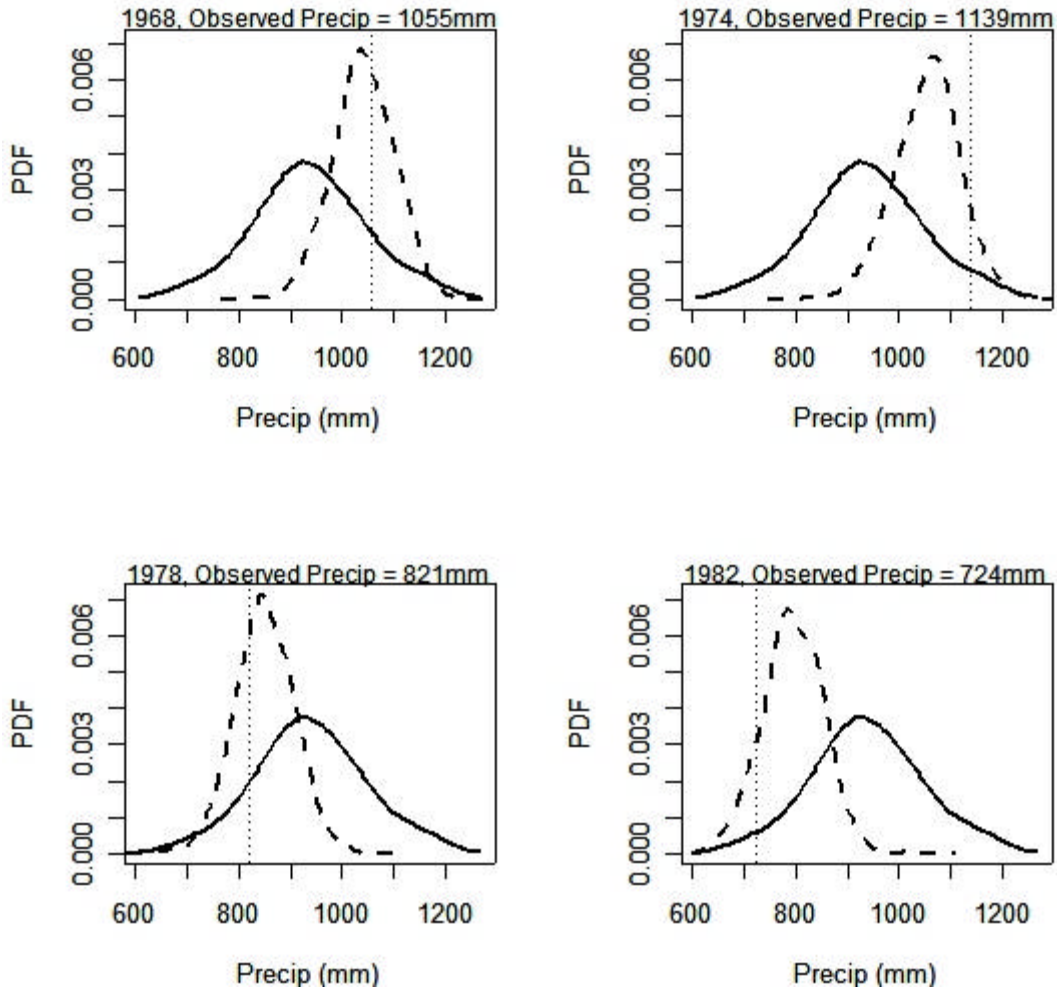 1968, Observed Precip = 1055mm
PDF
0.006
0.003
0.000
600 800 1000 1200
Precip (mm)
1974, Observed Precip = 1139mm
PDF
0.006
0.003
0.000
600 800 1000 1200
Precip (mm)
1978, Observed Precip = 821mm
PDF
0.006
0.003
0.000
600 800 1000 1200
Precip (mm)
1982, Observed Precip = 724mm
PDF
0.006
0.003
0.000
600 800 1000 1200
Precip (mm)